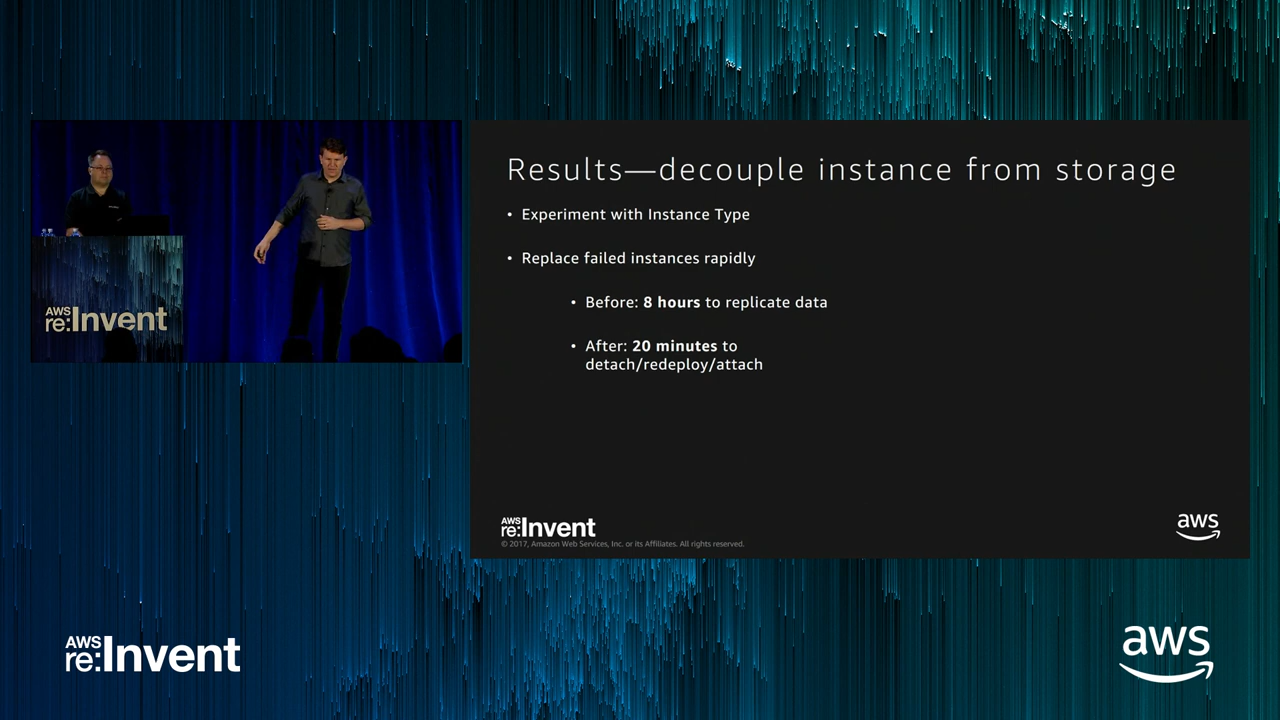 AWS
re:Invent
Results—decouple instance from storage
• Experiment with Instance Type
• Replace failed instances rapidly
• Before: 8 hours to replicate data
• After: 20 minutes to
detach/redeploy/attach
AWS
re:Invent
© 2017, Amazon Web Services, Inc. or its Affiliates. All rights reserved.
aws
AWS
re:Invent
aws